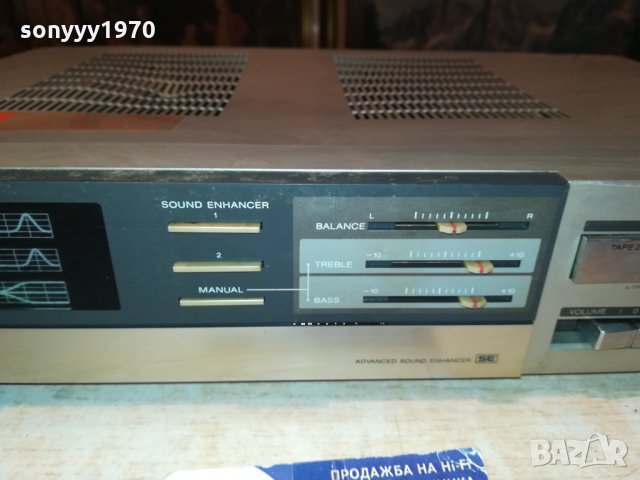 sonyyy1970
SOUND ENHANCER
1
2
MANUAL
L R
BALANCE
-10 +10
TREBLE
-10 +10
BASS
ADVANCED SOUND ENHANCER SE
TAPE 2
VOLUME 10
ПРОДАЖБА НА Hi-Fi
BAZAR